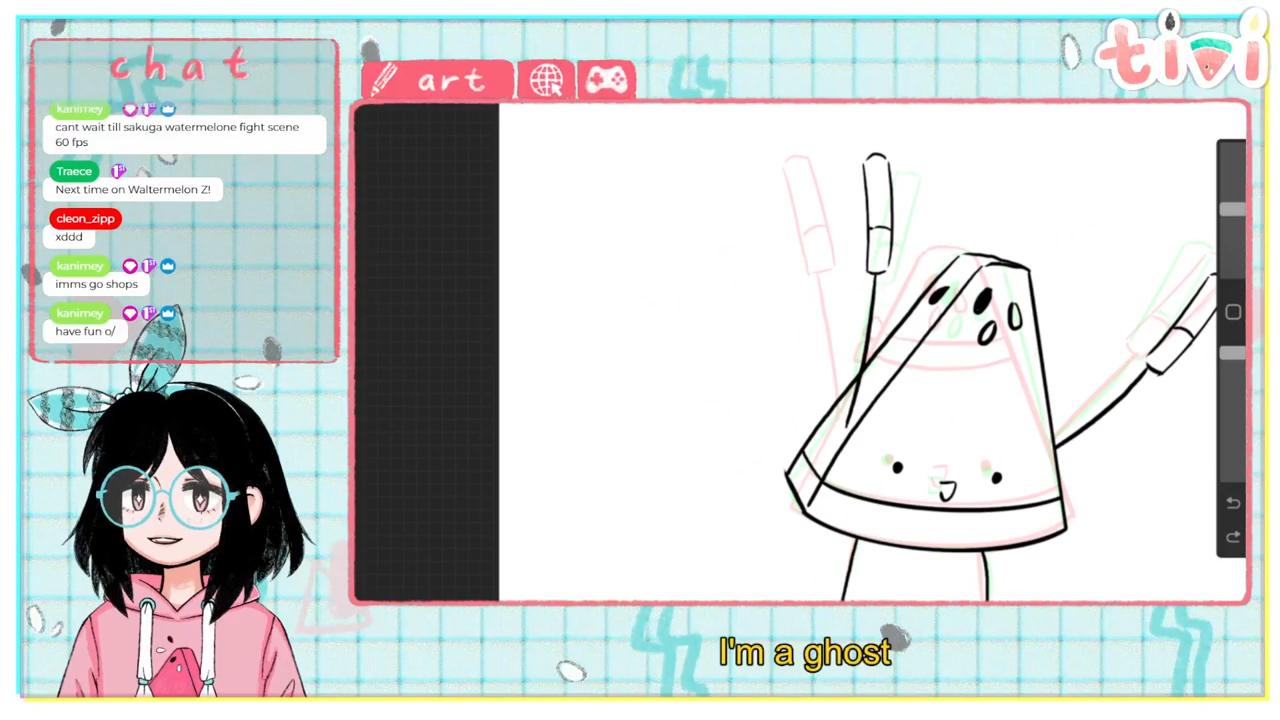 chat
kanimey
cant wait till sakuga watermelone fight scene
60 fps
Traece
Next time on Waltermelon Z!
cleon_zipp
xddd
kanimey
imms go shops
kanimey
have fun o/
art
tivi
I'm a ghost